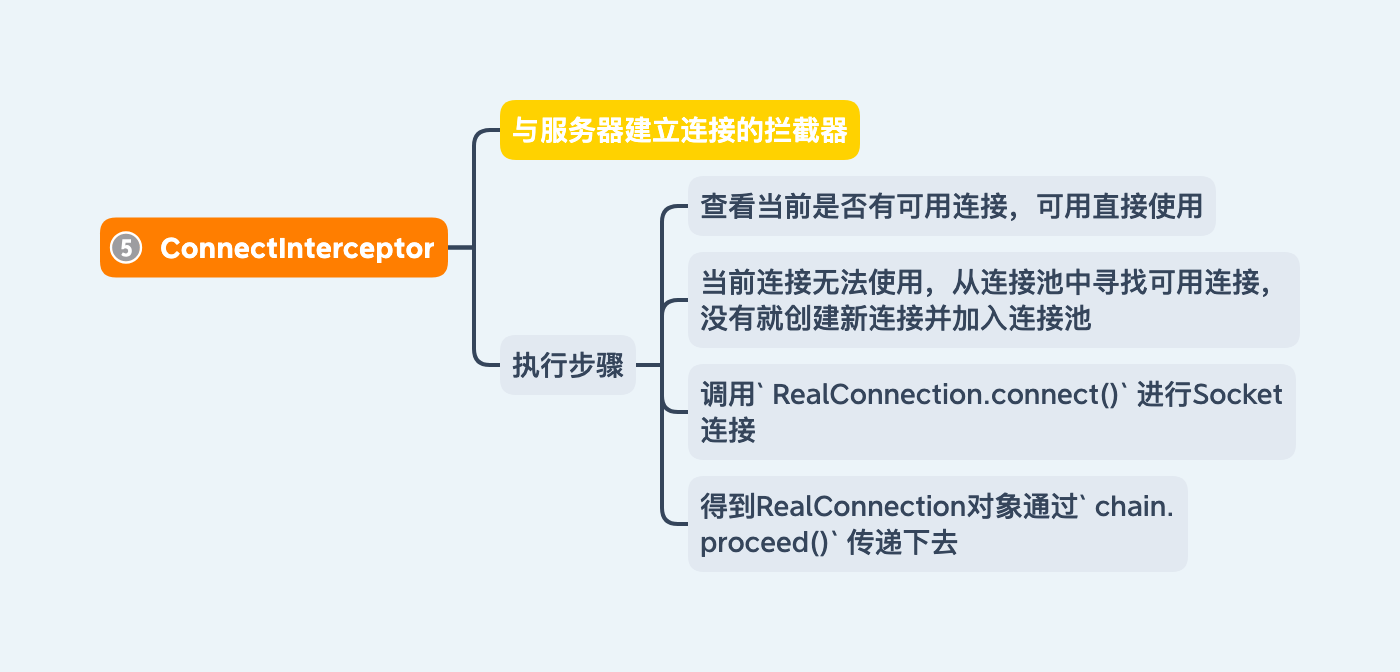 ⑤ ConnectInterceptor
与服务器建立连接的拦截器
执行步骤
查看当前是否有可用连接，可用直接使用
当前连接无法使用，从连接池中寻找可用连接，
没有就创建新连接并加入连接池
调用` RealConnection.connect()` 进行Socket
连接
得到RealConnection对象通过` chain.
proceed()` 传递下去